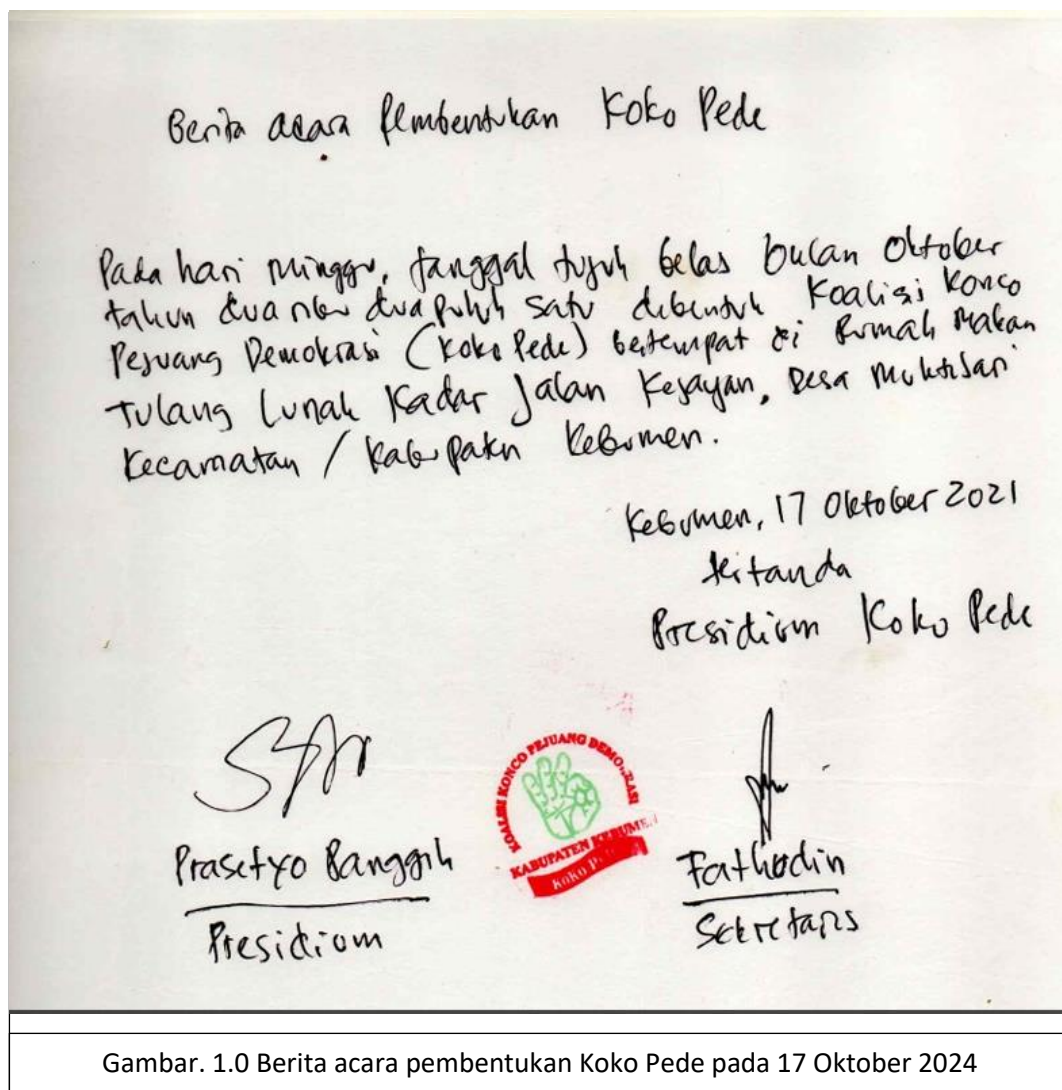 Berita acara Pembentukan Koko Pede
Pada hari Minggu, tanggal tujuh belas bulan Oktober
tahun dua ribu dua puluh satu dibentuk Koalisi Konco
Pejuang Demokrasi (Koko Pede) bertempat di Rumah Makan
Tulang Lunak Kadar Jalan Kejayan, Desa Muktisari
Kecamatan / Kabupaten Kebumen.
Kebumen, 17 Oktober 2021
tertanda
Presidium Koko Pede
KOALISI KONCO PEJUANG DEMOKRASI
KABUPATEN KEBUMEN
Koko
Prasetyo Banggih
Presidium
Fathodin
Sekretaris
Gambar. 1.0 Berita acara pembentukan Koko Pede pada 17 Oktober 2024